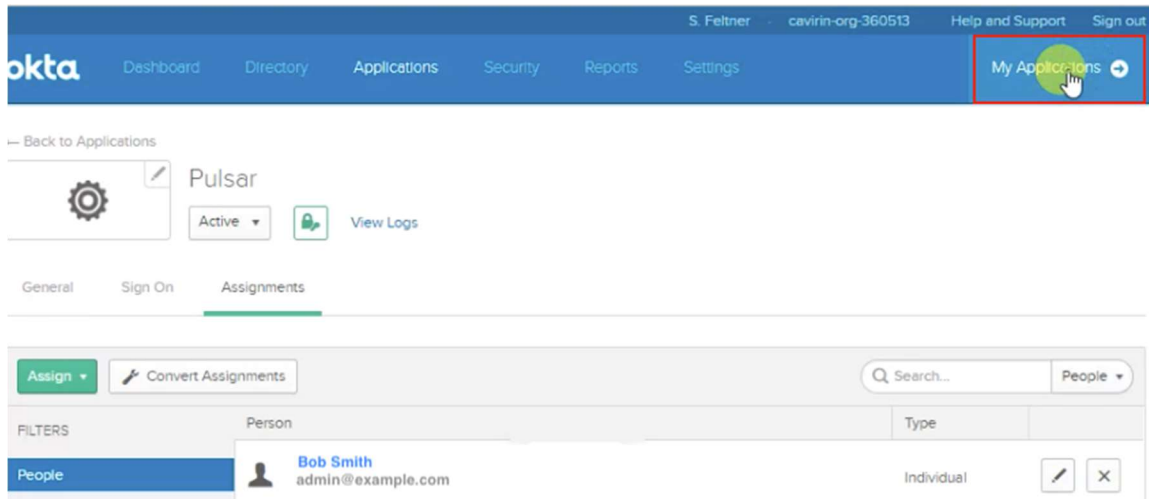 S. Feltner cavirin-org-360513 Help and Support Sign out
okta Dashboard Directory Applications Security Reports Settings My Applications
← Back to Applications
Pulsar
Active View Logs
General Sign On Assignments
Assign Convert Assignments Search... People
FILTERS Person Type
People Bob Smith
admin@example.com Individual